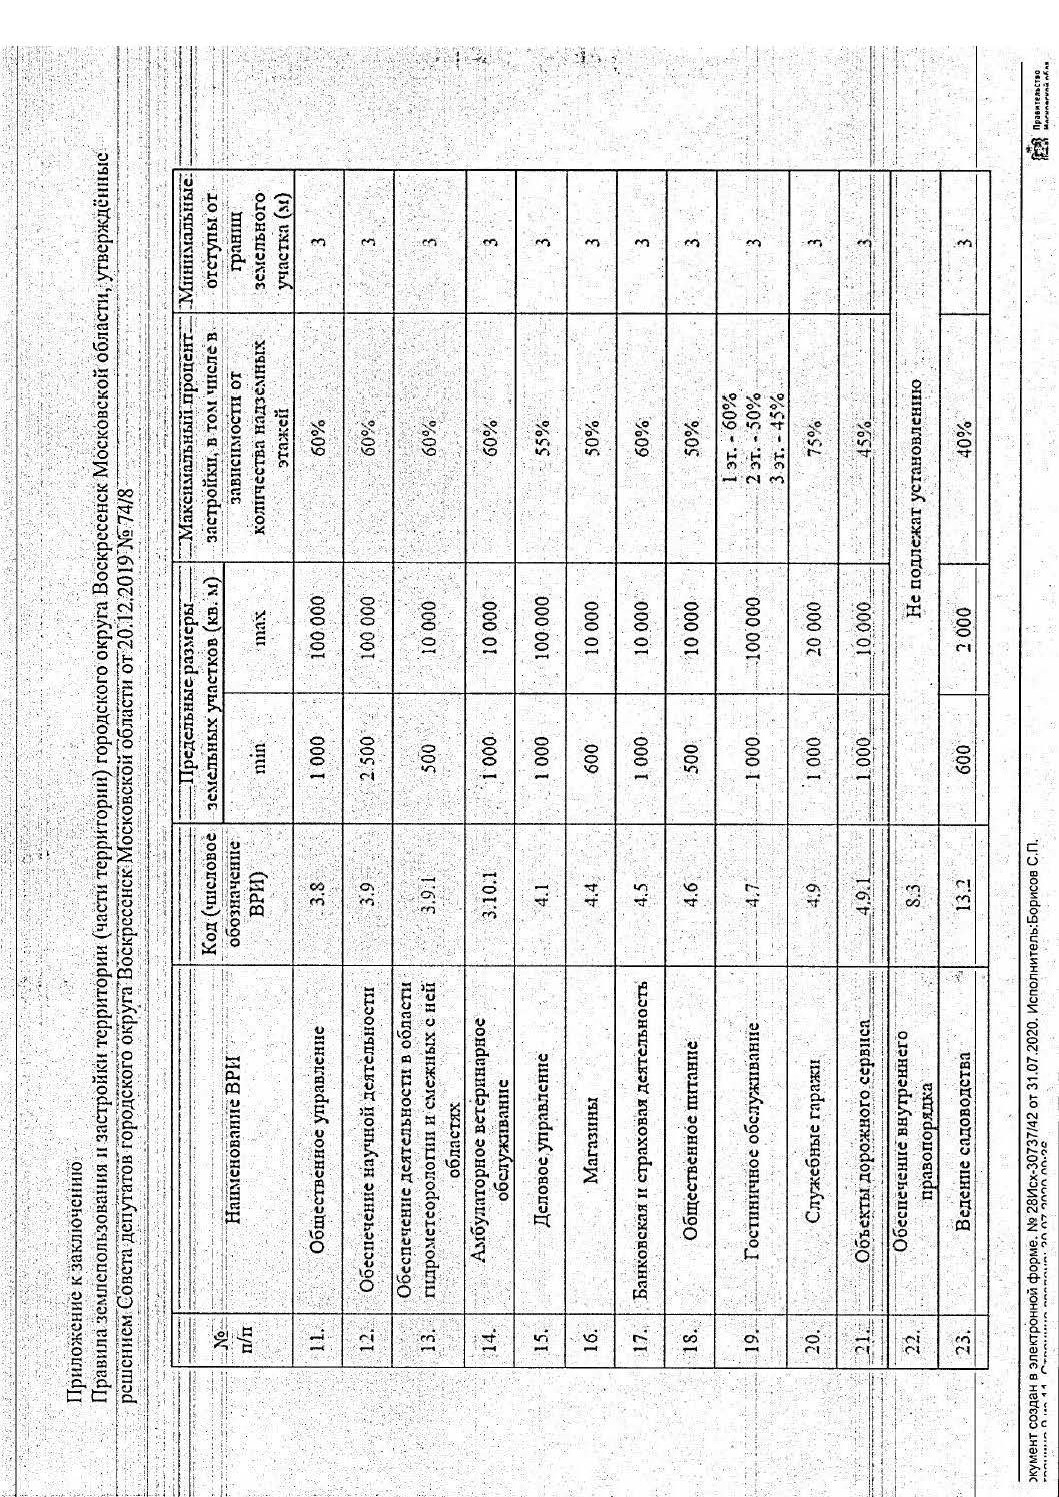 Приложение к заключению
Правила землепользования и застройки территории (части территории) городского округа Воскресенск Московской области, утверждённые
решением Совета депутатов городского округа Воскресенск Московской области от 20.12.2019 № 74/8
№ п/п | Наименование ВРИ | Код (числовое обозначение ВРИ) | Предельные размеры земельных участков (кв. м) | Максимальный процент застройки, в том числе в зависимости от количества надземных этажей | Минимальные отступы от границ земельного участка (м)
min | max
11. | Общественное управление | 3.8 | 1 000 | 100 000 | 60% | 3
12. | Обеспечение научной деятельности | 3.9 | 2 500 | 100 000 | 60% | 3
13. | Обеспечение деятельности в области гидрометеорологии и смежных с ней областях | 3.9.1 | 500 | 10 000 | 60% | 3
14. | Амбулаторное ветеринарное обслуживание | 3.10.1 | 1 000 | 10 000 | 60% | 3
15. | Деловое управление | 4.1 | 1 000 | 100 000 | 55% | 3
16. | Магазины | 4.4 | 600 | 10 000 | 50% | 3
17. | Банковская и страховая деятельность | 4.5 | 1 000 | 10 000 | 60% | 3
18. | Общественное питание | 4.6 | 500 | 10 000 | 50% | 3
19. | Гостиничное обслуживание | 4.7 | 1 000 | 100 000 | 1 эт. - 60% 2 эт. - 50% 3 эт. - 45% | 3
20. | Служебные гаражи | 4.9 | 1 000 | 20 000 | 75% | 3
21. | Объекты дорожного сервиса | 4.9.1 | 1 000 | 10 000 | 45% | 3
22. | Обеспечение внутреннего правопорядка | 8.3 | Не подлежат установлению
23. | Ведение садоводства | 13.2 | 600 | 2 000 | 40% | 3
окумент создан в электронной форме. № 28Исх-30737/42 от 31.07.2020. Исполнитель:Борисов С.П.
Правительство